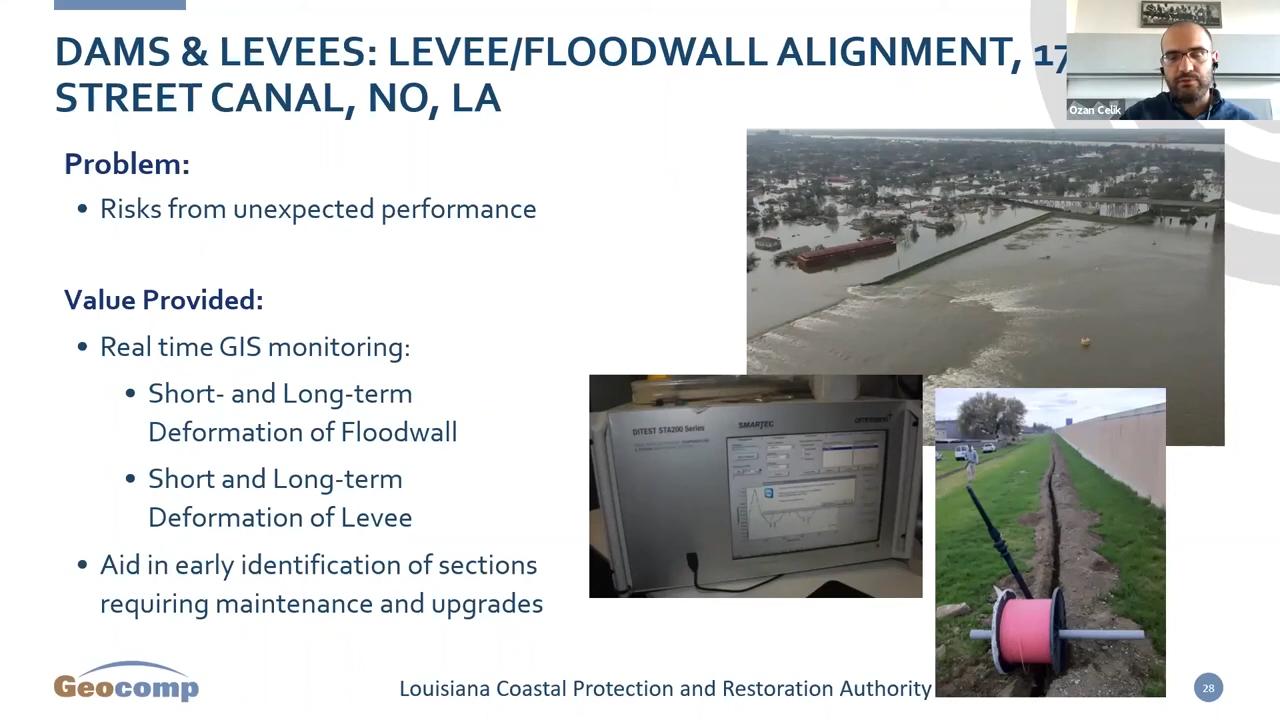 DAMS & LEVEES: LEVEE/FLOODWALL ALIGNMENT, 17
STREET CANAL, NO, LA
Ozan Celik
Problem:
• Risks from unexpected performance
Value Provided:
• Real time GIS monitoring:
• Short- and Long-term
Deformation of Floodwall
• Short and Long-term
Deformation of Levee
• Aid in early identification of sections
requiring maintenance and upgrades
DiTEST STA200 Series
SMARTEC
Geocomp
Louisiana Coastal Protection and Restoration Authority
28